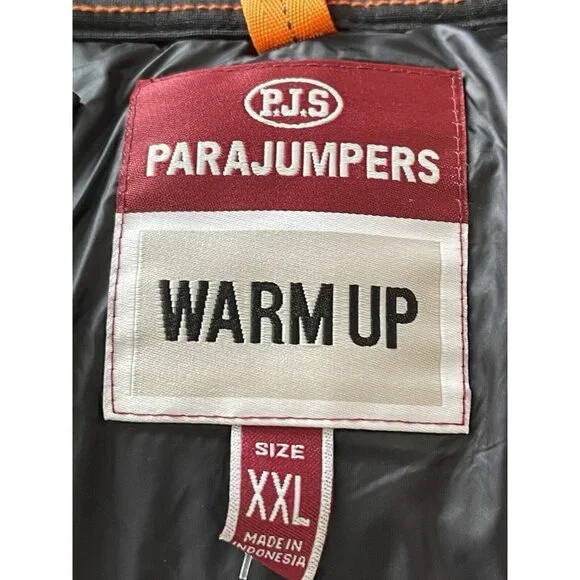 P.J.S
PARAJUMPERS
WARM UP
SIZE
XXL
MADE IN
INDONESIA